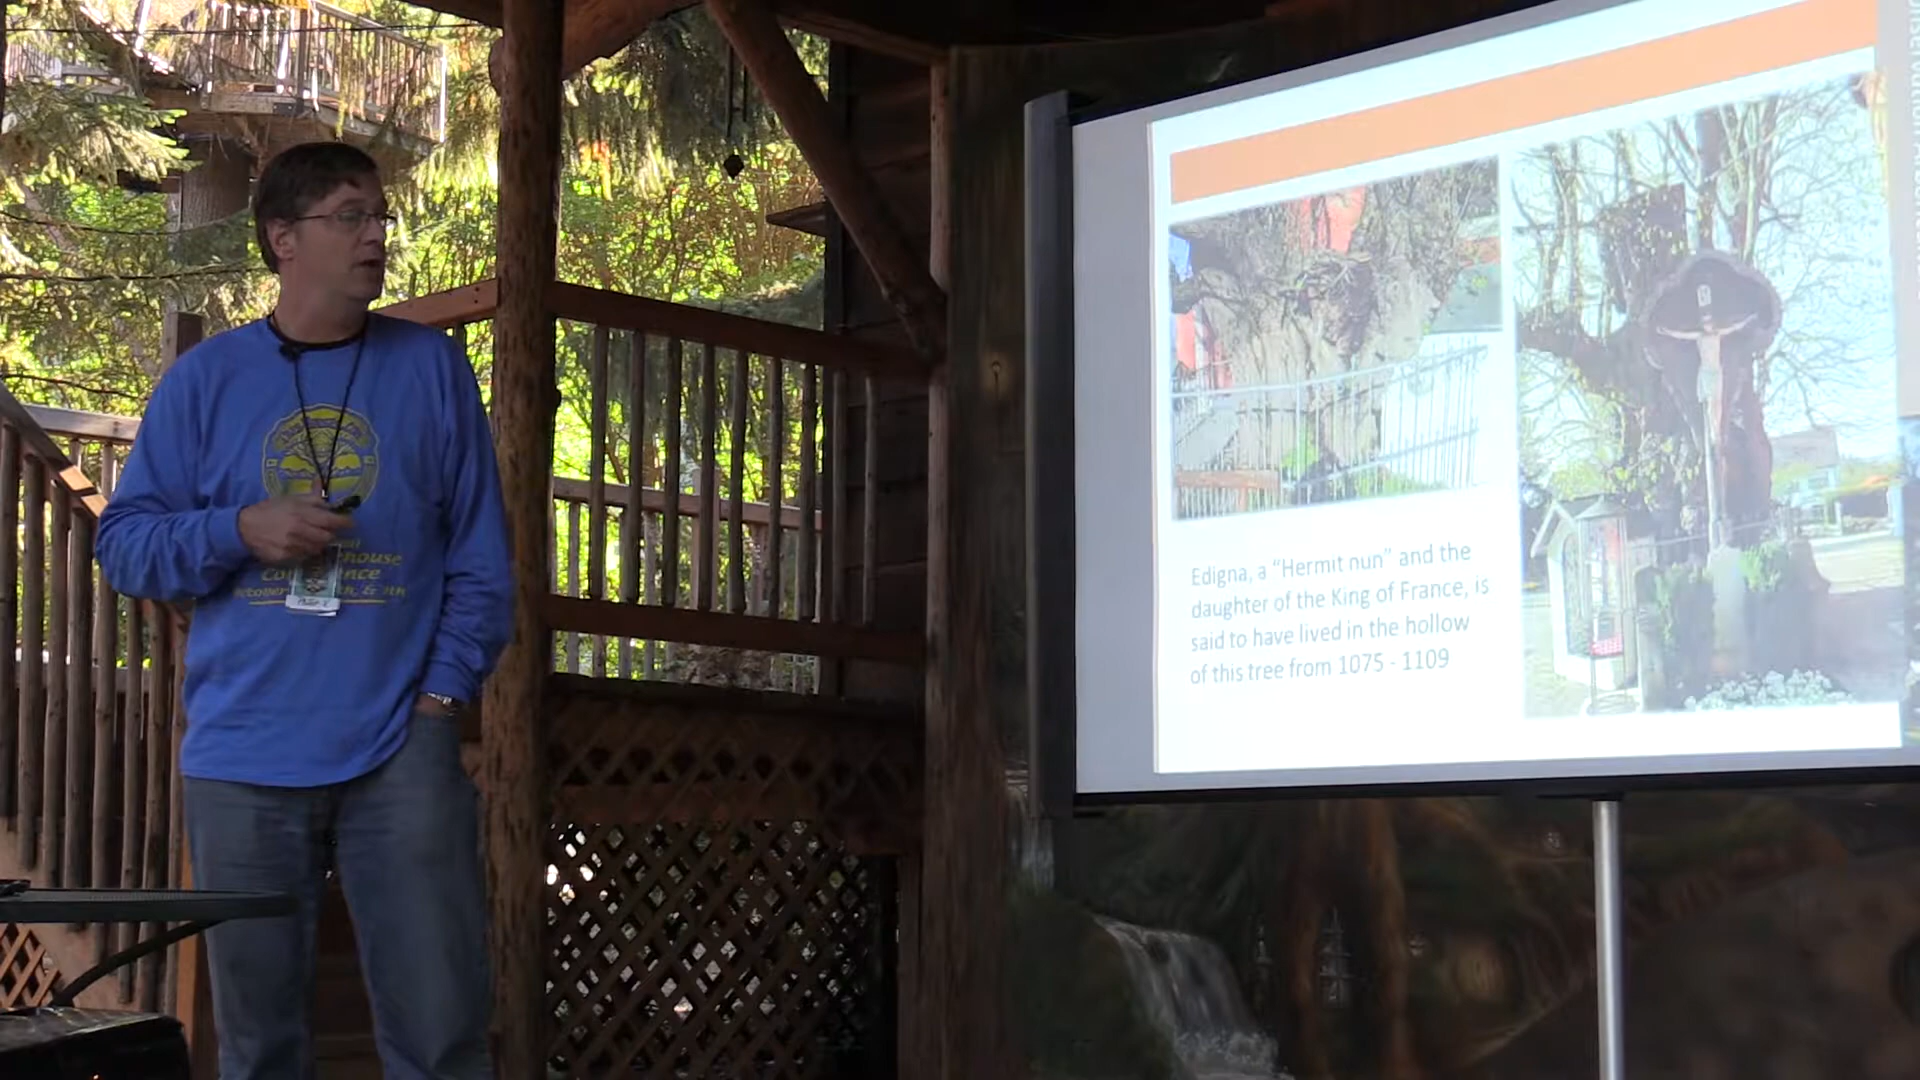 Edigna, a “Hermit nun” and the
daughter of the King of France, is
said to have lived in the hollow
of this tree from 1075 - 1109